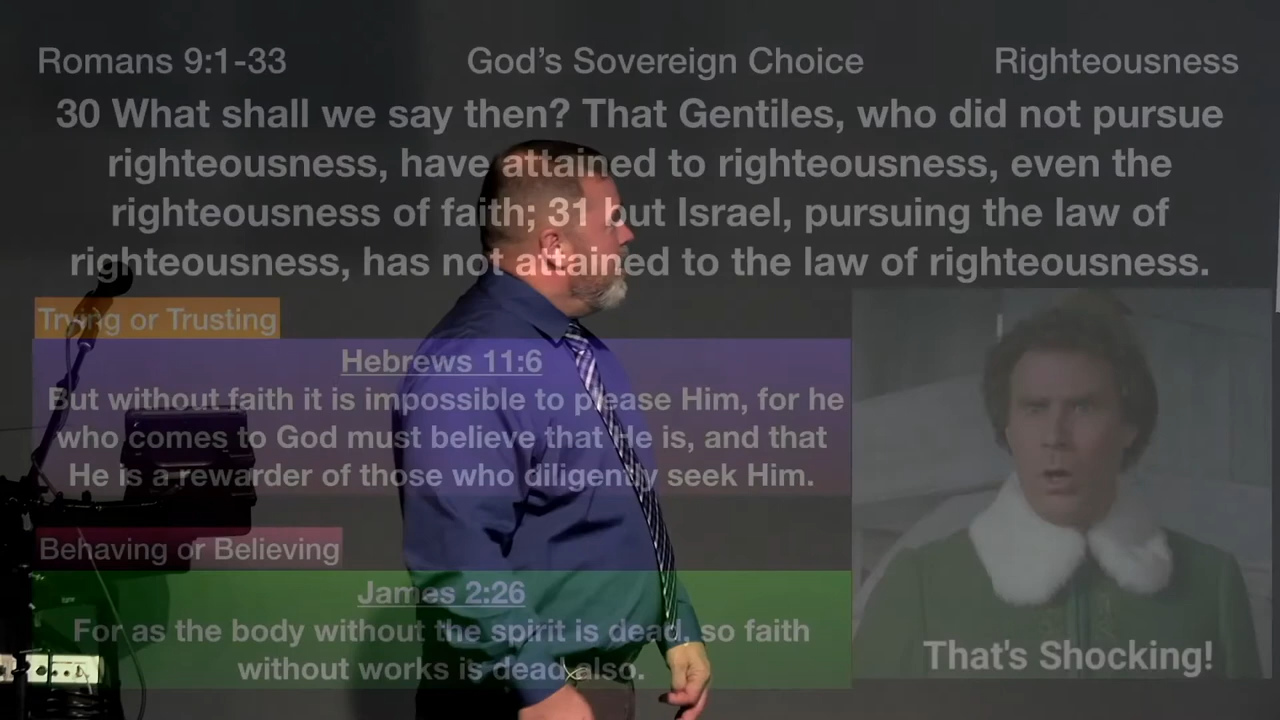 Romans 9:1-33 God’s Sovereign Choice Righteousness
30 What shall we say then? That Gentiles, who did not pursue
righteousness, have attained to righteousness, even the
righteousness of faith; 31 but Israel, pursuing the law of
righteousness, has not attained to the law of righteousness.
Trying or Trusting
Hebrews 11:6
But without faith it is impossible to please Him, for he
who comes to God must believe that He is, and that
He is a rewarder of those who diligently seek Him.
Behaving or Believing
James 2:26
For as the body without the spirit is dead, so faith
without works is dead also.
That's Shocking!